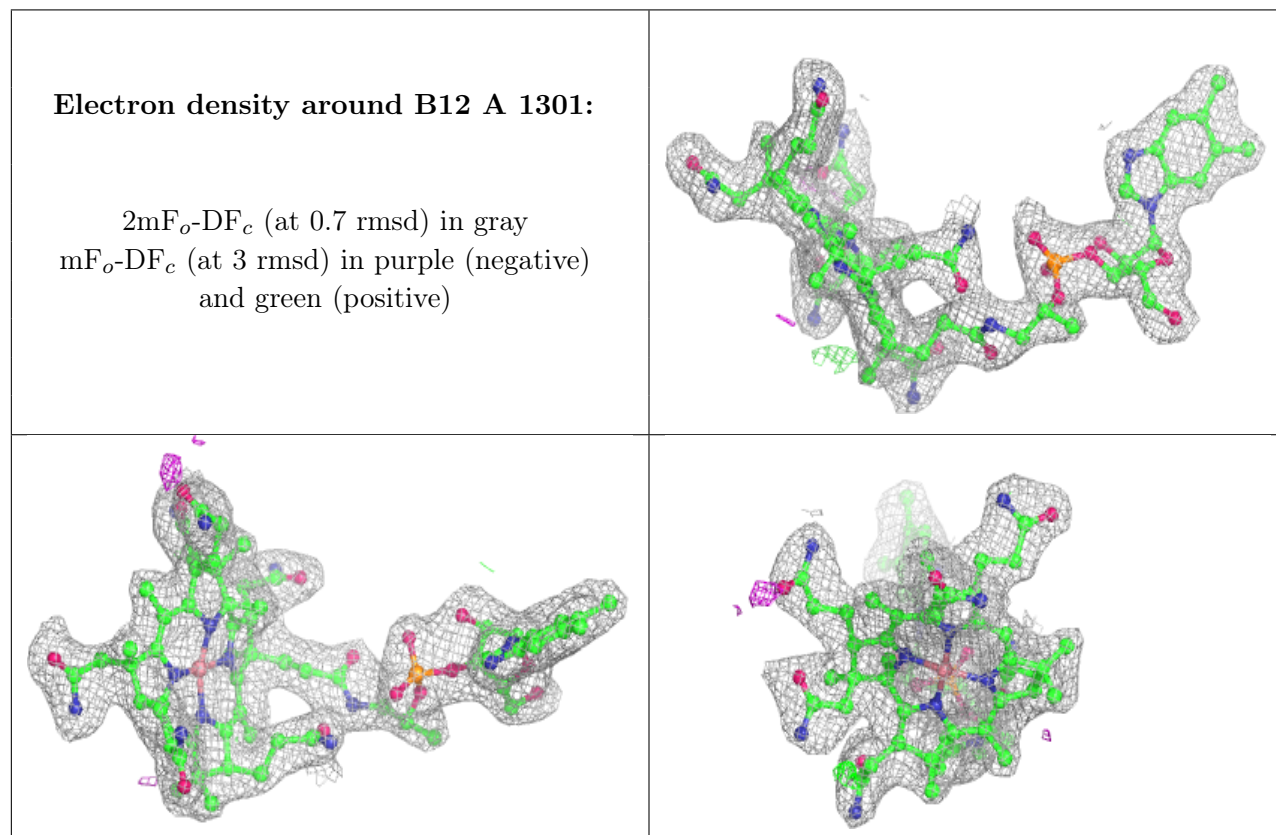 Electron density around B12 A 1301:
2mFo-DFc (at 0.7 rmsd) in gray
mFo-DFc (at 3 rmsd) in purple (negative)
and green (positive)